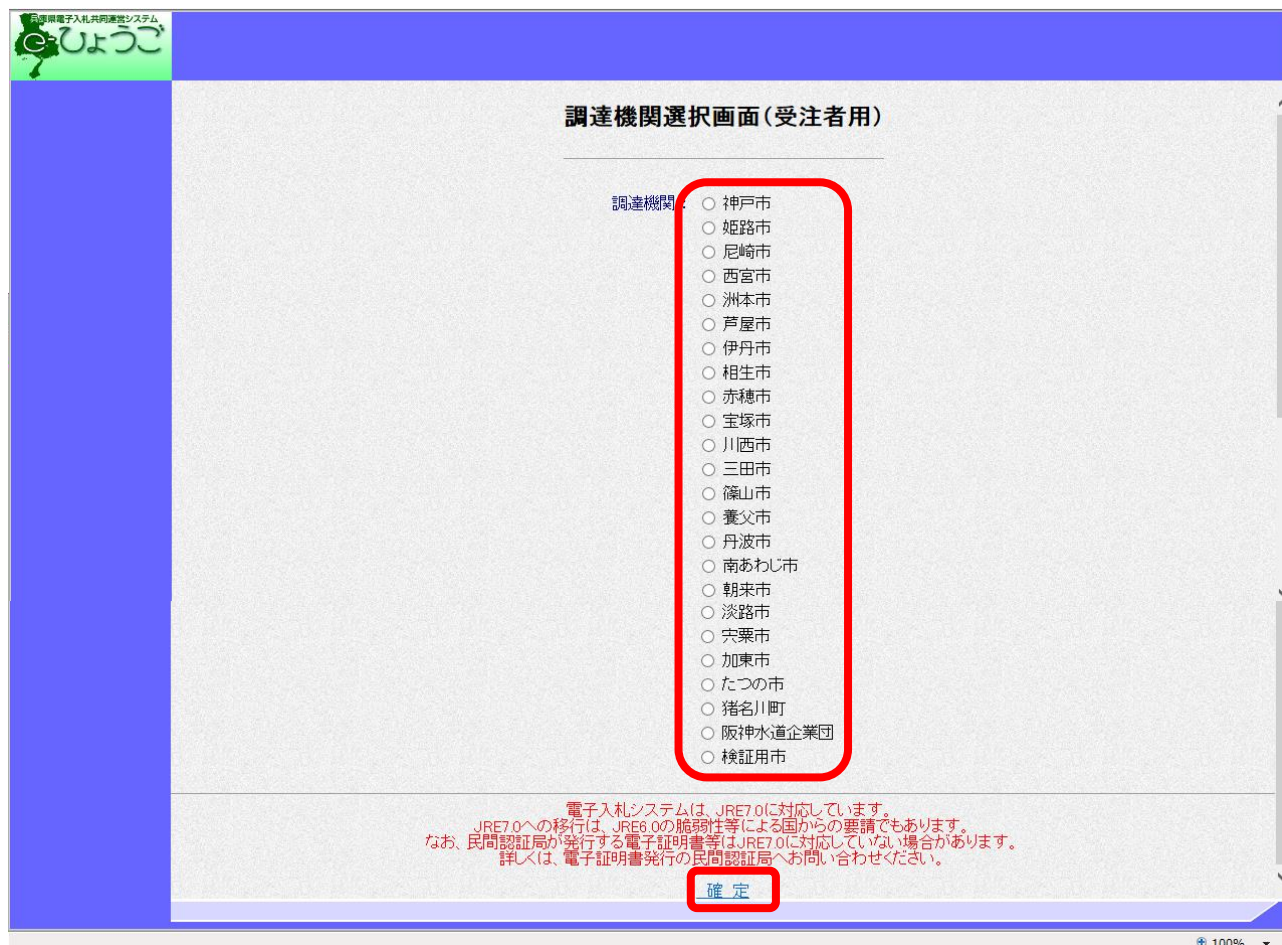 兵庫県電子入札共同運営システム
eひょうご
調達機関選択画面(受注者用)
調達機関:
神戸市
姫路市
尼崎市
西宮市
洲本市
芦屋市
伊丹市
相生市
赤穂市
宝塚市
川西市
三田市
篠山市
養父市
丹波市
南あわじ市
朝来市
淡路市
宍粟市
加東市
たつの市
猪名川町
阪神水道企業団
検証用市
電子入札システムは、JRE7.0に対応しています。
JRE7.0への移行は、JRE6.0の脆弱性等による国からの要請でもあります。
なお、民間認証局が発行する電子証明書等はJRE7.0に対応していない場合があります。
詳しくは、電子証明書発行の民間認証局へお問い合わせください。
確 定
100%